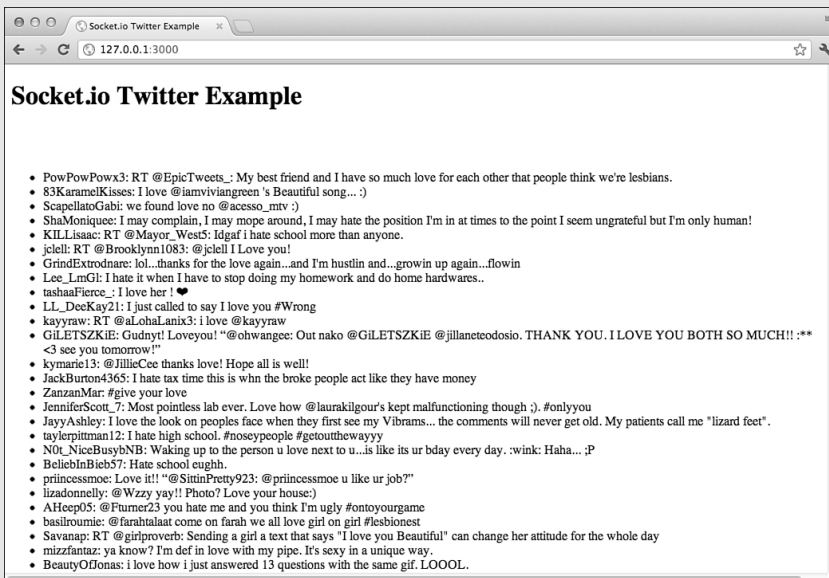 Socket.io Twitter Example
127.0.0.1:3000
Socket.io Twitter Example
PowPowPowx3: RT @EpicTweets_: My best friend and I have so much love for each other that people think we're lesbians.
83KaramelKisses: I love @iamviviangreen 's Beautiful song... :)
ScapellatoGabi: we found love no @acesso_mtv :)
ShaMoniquee: I may complain, I may mope around, I may hate the position I'm in at times to the point I seem ungrateful but I'm only human!
KILLisaac: RT @Mayor_West5: Idgaf i hate school more than anyone.
jclell: RT @Brooklynn1083: @jclell I Love you!
GrindExtrodnare: lol...thanks for the love again...and I'm hustlin and...growin up again...flowin
Lee_LmGl: I hate it when I have to stop doing my homework and do home hardwares..
tashaaFierce_: I love her ! ❤
LL_DeeKay21: I just called to say I love you #Wrong
kayyraw: RT @aLohaLanix3: i love @kayyraw
GiLETSZKiE: Gudnyt! Loveyou! “@ohwangee: Out nako @GiLETSZKiE @jillaneteodosio. THANK YOU. I LOVE YOU BOTH SO MUCH!! :**
<3 see you tomorrow!”
kymarie13: @JillieCee thanks love! Hope all is well!
JackBurton4365: I hate tax time this is whn the broke people act like they have money
ZanzanMar: #give your love
JenniferScott_7: Most pointless lab ever. Love how @laurakilgour's kept malfunctioning though ;). #onlyyou
JayyAshley: I love the look on peoples face when they first see my Vibrams... the comments will never get old. My patients call me "lizard feet".
taylerpittman12: I hate high school. #noseypeople #getoutthewayyy
N0t_NiceBusybNB: Waking up to the person u love next to u...is like its ur bday every day. :wink: Haha... ;P
BeliebInBieb57: Hate school eughh.
priincessmoe: Love it!! “@SittinPretty923: @priincessmoe u like ur job?”
lizadonnelly: @Wzzy yay!! Photo? Love your house:)
AHeep05: @Fturner23 you hate me and you think I'm ugly #ontoyourgame
basilroumie: @farahtalaat come on farah we all love girl on girl #lesbionest
Savanap: RT @girlproverb: Sending a girl a text that says "I love you Beautiful" can change her attitude for the whole day
mizzfantaz: ya know? I'm def in love with my pipe. It's sexy in a unique way.
BeautyOfJonas: i love how i just answered 13 questions with the same gif. LOOOL.